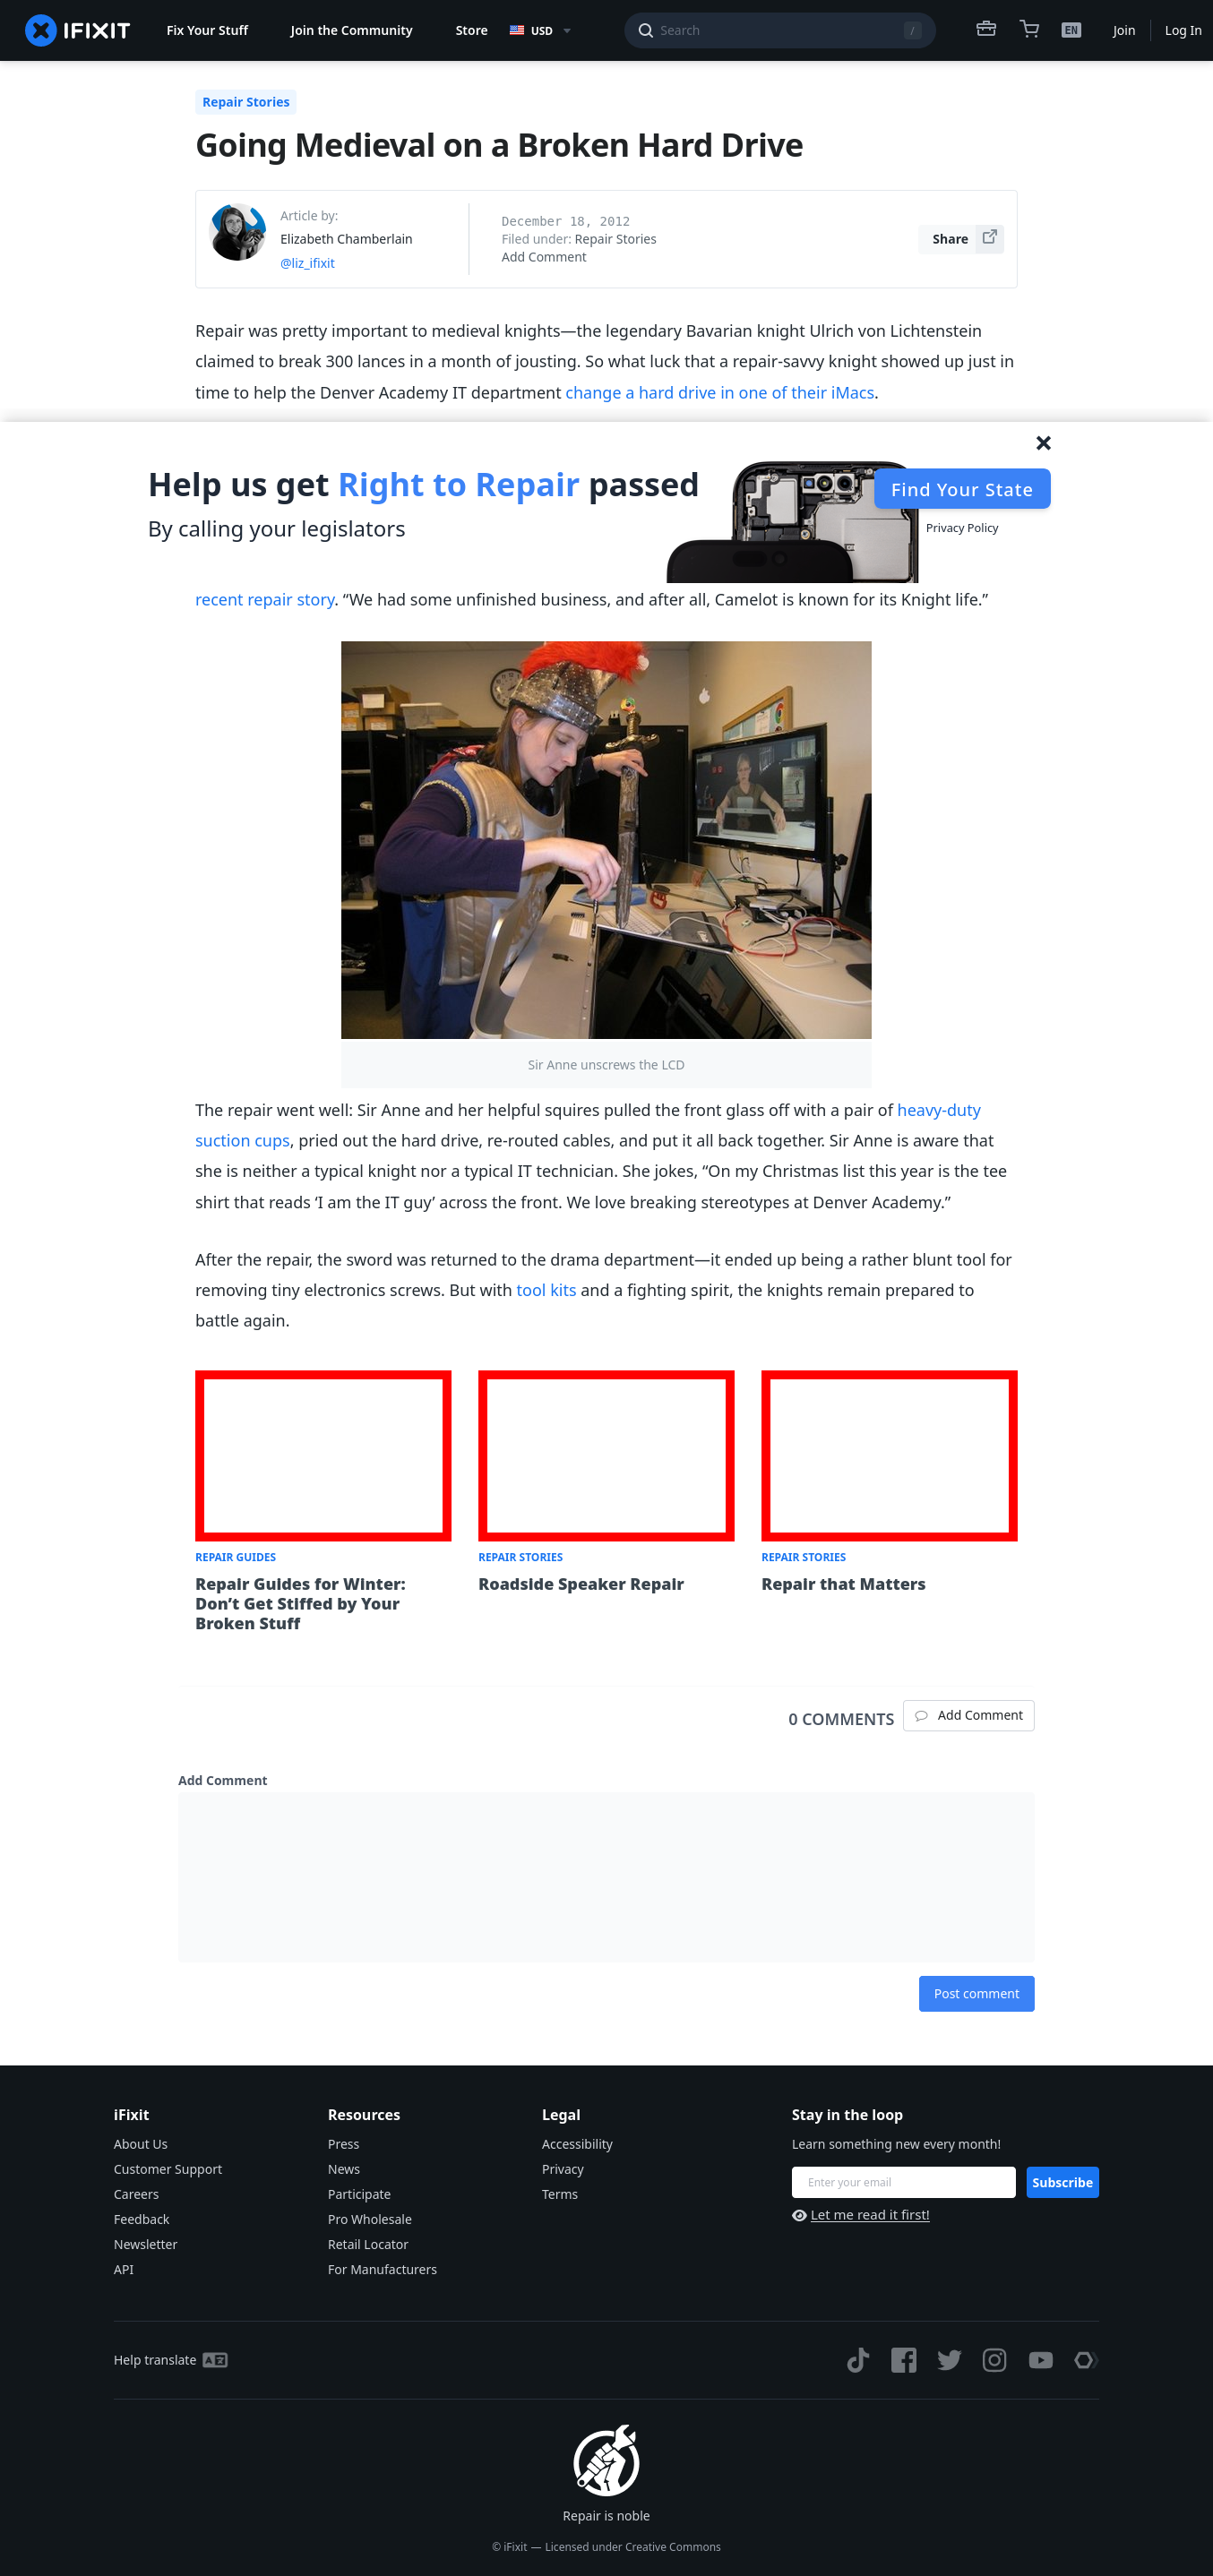 IFIXIT
Fix Your Stuff
Join the Community
Store
USD
Search
/
EN
Join
Log In
Repair Stories
Going Medieval on a Broken Hard Drive
Article by:
Elizabeth Chamberlain
@liz_ifixit
December 18, 2012
Filed under: Repair Stories
Add Comment
Share
Repair was pretty important to medieval knights—the legendary Bavarian knight Ulrich von Lichtenstein
claimed to break 300 lances in a month of jousting. So what luck that a repair-savvy knight showed up just in
time to help the Denver Academy IT department change a hard drive in one of their iMacs.
Help us get Right to Repair passed
By calling your legislators
Find Your State
Privacy Policy
recent repair story. “We had some unfinished business, and after all, Camelot is known for its Knight life.”
Sir Anne unscrews the LCD
The repair went well: Sir Anne and her helpful squires pulled the front glass off with a pair of heavy-duty
suction cups, pried out the hard drive, re-routed cables, and put it all back together. Sir Anne is aware that
she is neither a typical knight nor a typical IT technician. She jokes, “On my Christmas list this year is the tee
shirt that reads ‘I am the IT guy’ across the front. We love breaking stereotypes at Denver Academy.”
After the repair, the sword was returned to the drama department—it ended up being a rather blunt tool for
removing tiny electronics screws. But with tool kits and a fighting spirit, the knights remain prepared to
battle again.
REPAIR GUIDES
Repair Guides for Winter:
Don’t Get Stiffed by Your
Broken Stuff
REPAIR STORIES
Roadside Speaker Repair
REPAIR STORIES
Repair that Matters
0 COMMENTS
Add Comment
Add Comment
Post comment
iFixit
About Us
Customer Support
Careers
Feedback
Newsletter
API
Resources
Press
News
Participate
Pro Wholesale
Retail Locator
For Manufacturers
Legal
Accessibility
Privacy
Terms
Stay in the loop
Learn something new every month!
Enter your email
Subscribe
Let me read it first!
Help translate
Repair is noble
© iFixit — Licensed under Creative Commons